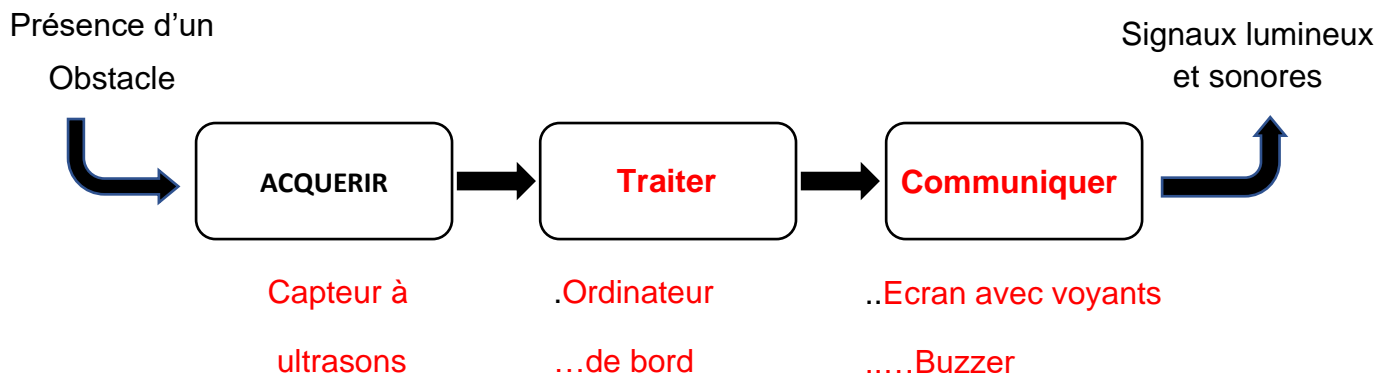 Présence d’un
Obstacle
Signaux lumineux
et sonores
ACQUERIR
Traiter
Communiquer
Capteur à
ultrasons
.Ordinateur
…de bord
..Ecran avec voyants
..…Buzzer